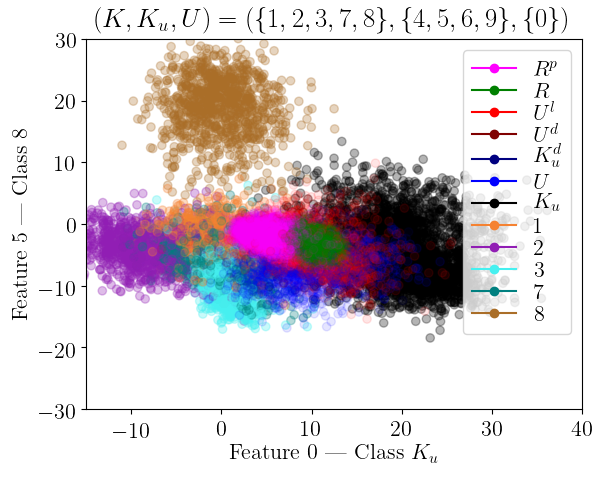 (K, K_u, U) = ({1, 2, 3, 7, 8}, {4, 5, 6, 9}, {0})
30
20
10
0
−10
−20
−30
Feature 5 — Class 8
R^p
R
U^l
U^d
K_u^d
U
K_u
1
2
3
7
8
−10
0
10
20
30
40
Feature 0 — Class K_u